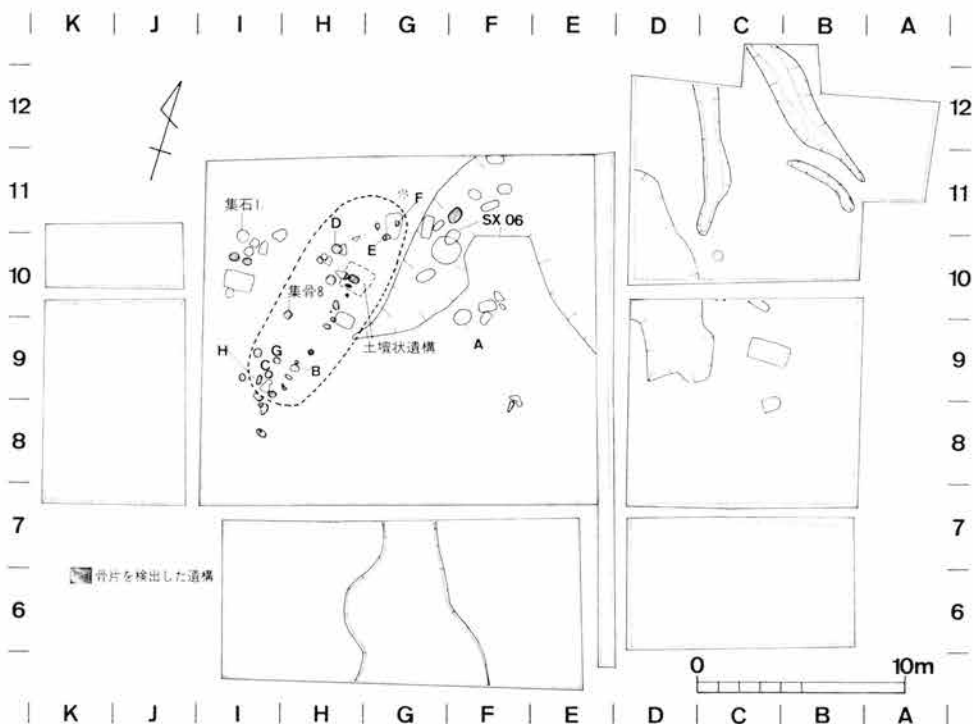 K J I H G F E D C B A
12 12
11 11
集石1 F
D SX 06
E
10 10
集骨8
土壇状遺構
A
H G
9 C B 9
8 8
7 7
骨片を検出した遺構
6 6
0 10m
K J I H G F E D C B A